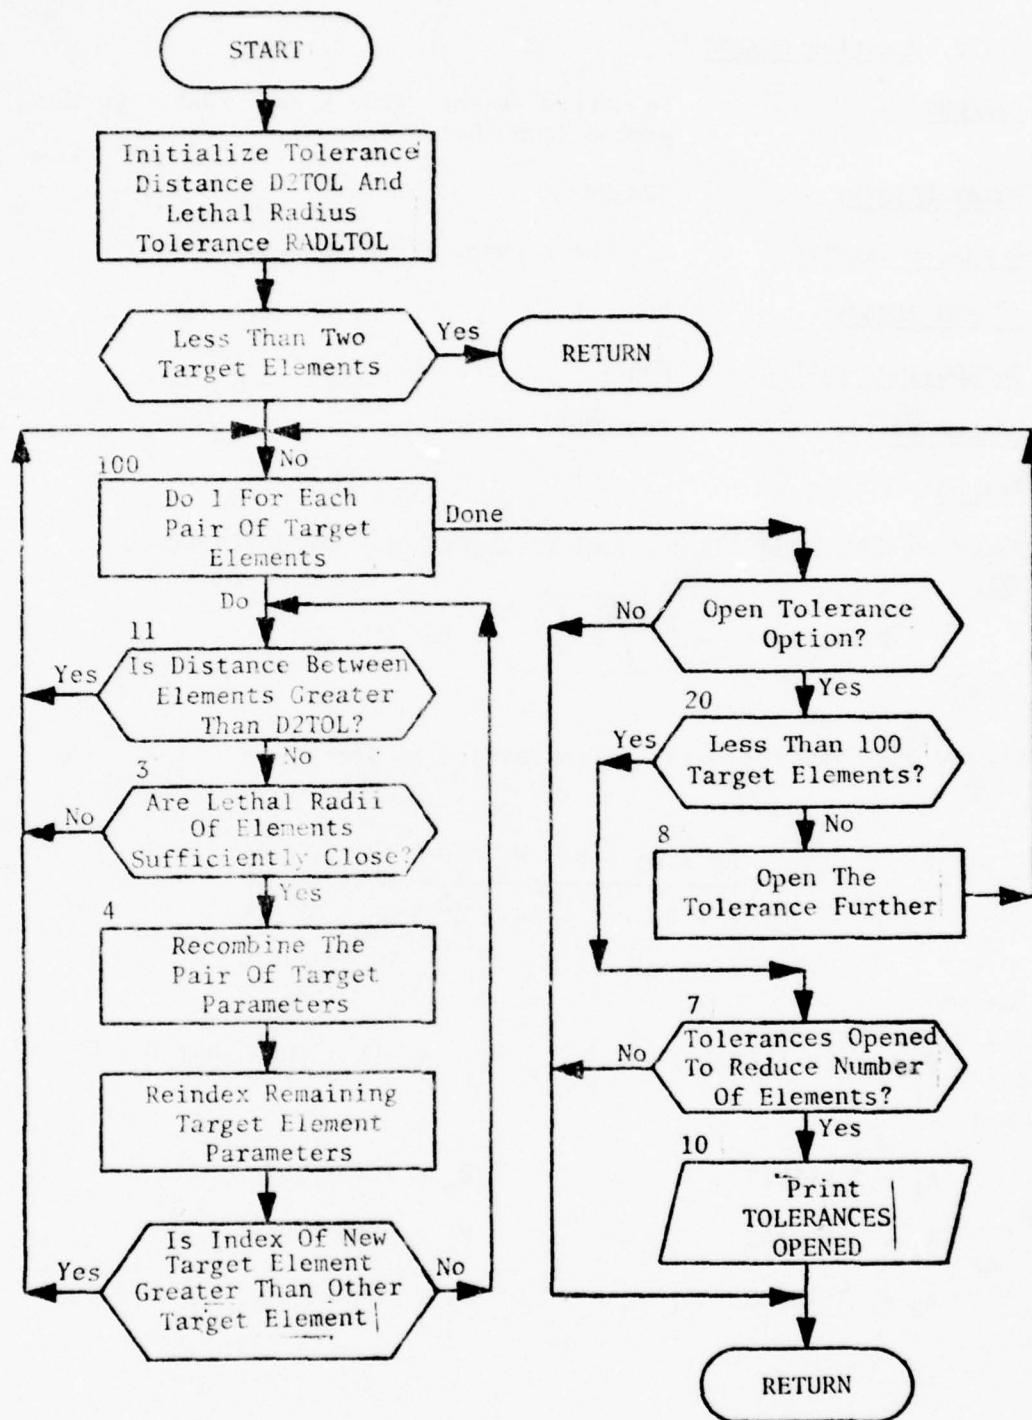 START
Initialize Tolerance
Distance D2TOL And
Lethal Radius
Tolerance RADLTOL
Less Than Two
Target Elements
Yes
RETURN
No
100
Do 1 For Each
Pair Of Target
Elements
Done
Do
11
Is Distance Between
Elements Greater
Than D2TOL?
Yes
No
3
Are Lethal Radii
Of Elements
Sufficiently Close?
No
Yes
4
Recombine The
Pair Of Target
Parameters
Reindex Remaining
Target Element
Parameters
Is Index Of New
Target Element
Greater Than Other
Target Element
Yes
No
Open Tolerance
Option?
No
Yes
20
Less Than 100
Target Elements?
Yes
No
8
Open The
Tolerance Further
7
Tolerances Opened
To Reduce Number
Of Elements?
No
Yes
10
Print
TOLERANCES
OPENED
RETURN